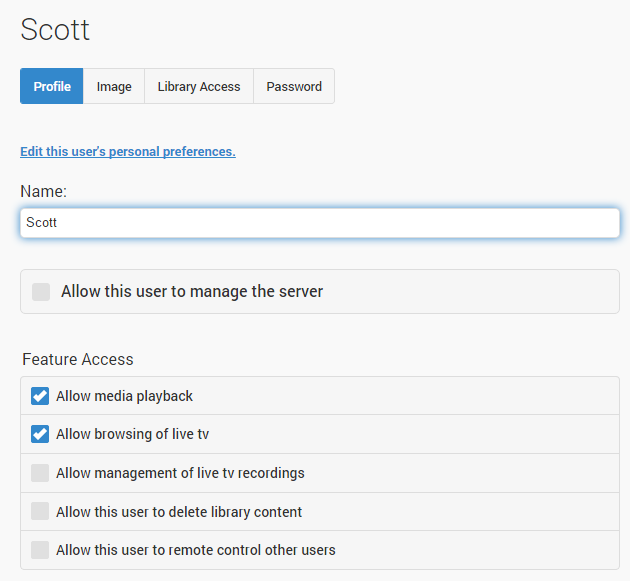 Scott
Profile Image Library Access Password
Edit this user's personal preferences.
Name:
Scott
Allow this user to manage the server
Feature Access
Allow media playback
Allow browsing of live tv
Allow management of live tv recordings
Allow this user to delete library content
Allow this user to remote control other users